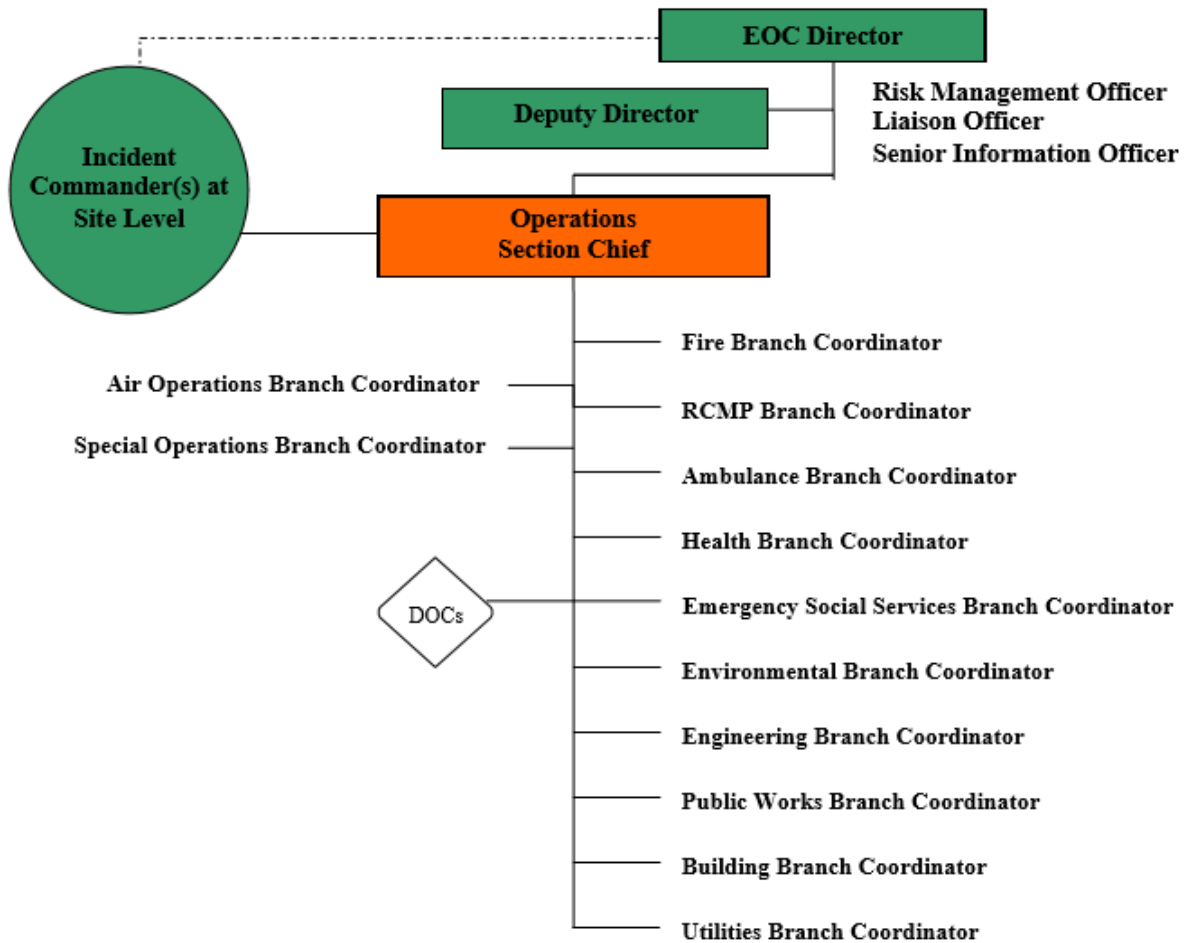 EOC Director
Deputy Director
Risk Management Officer
Liaison Officer
Senior Information Officer
Incident
Commander(s) at
Site Level
Operations
Section Chief
Fire Branch Coordinator
Air Operations Branch Coordinator
RCMP Branch Coordinator
Special Operations Branch Coordinator
Ambulance Branch Coordinator
Health Branch Coordinator
DOCs
Emergency Social Services Branch Coordinator
Environmental Branch Coordinator
Engineering Branch Coordinator
Public Works Branch Coordinator
Building Branch Coordinator
Utilities Branch Coordinator